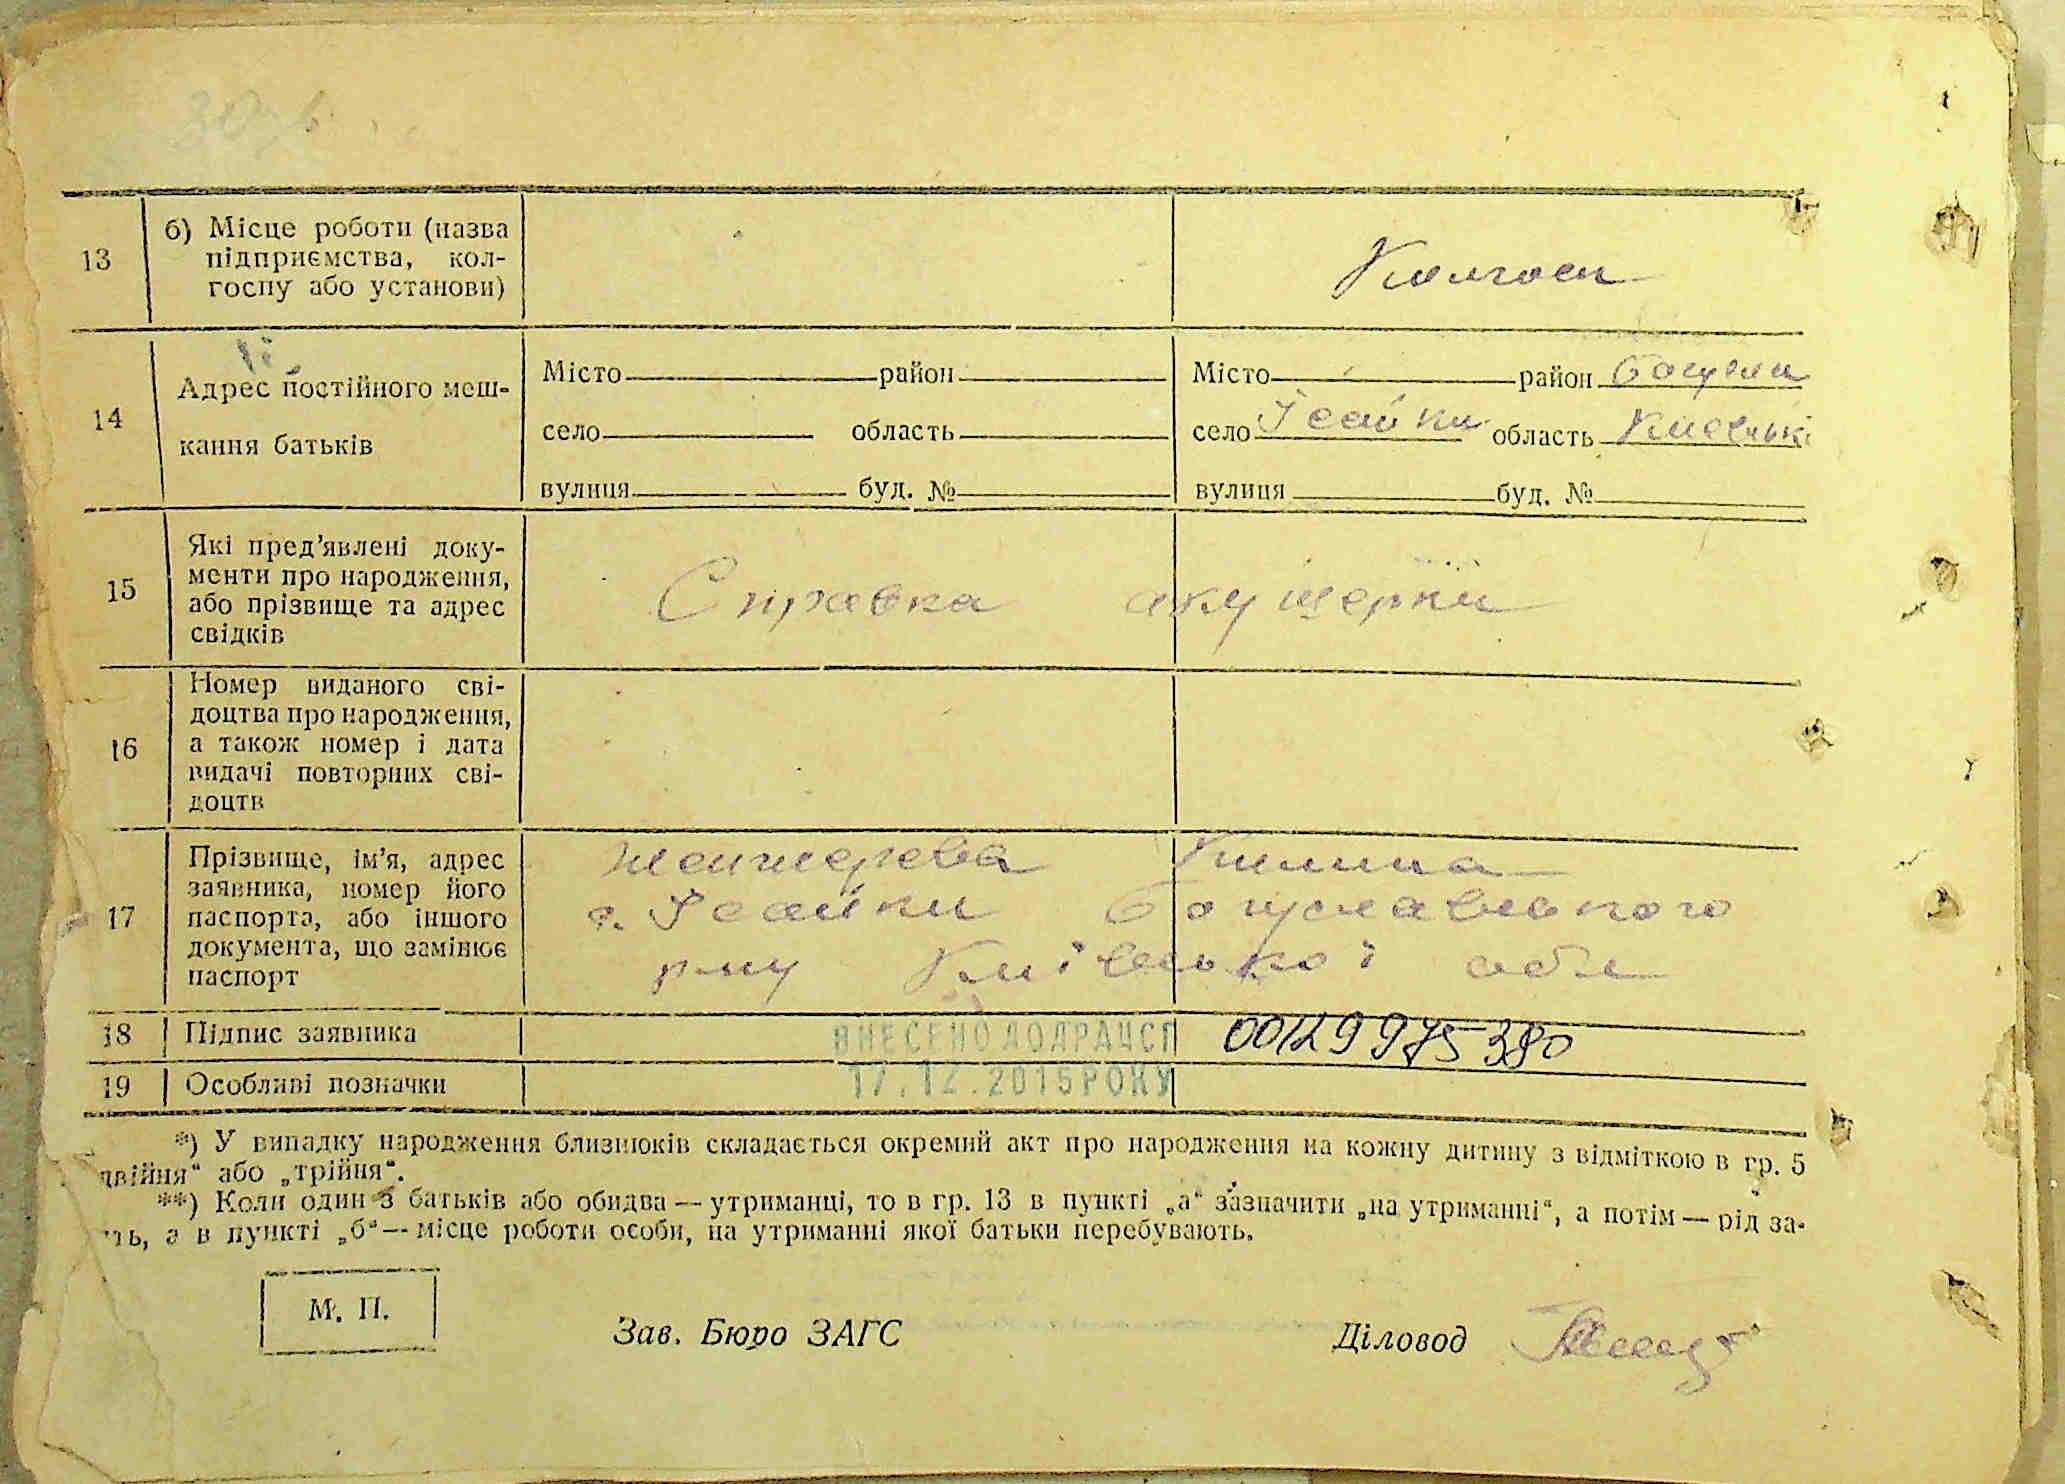 13
б) Місце роботи (назва
підприємства, кол-
госпу або установи)
Колгосп
14
Адрес постійного меш-
кання батьків
Місто район
село область
вулиця буд. №
Місто район Богуслав
село Ісайки область Київська
вулиця буд. №
15
Які пред'явлені доку-
менти про народження,
або прізвище та адрес
свідків
Справка акушерки
16
Номер виданого сві-
доцтва про народження,
а також номер і дата
видачі повторних сві-
доцтв
17
Прізвище, ім'я, адрес
заявника, номер його
паспорта, або іншого
документа, що замінює
паспорт
с. Ісайки Богуславського
р-ну Київської обл
18
Підпис заявника
ВНЕСЕНО ДО ДРАЦСГ
00129975380
19
Особливі позначки
17.12.2015 РОКУ
*) У випадку народження близнюків складається окремий акт про народження на кожну дитину з відміткою в гр. 5
двійня“ або „трійня“.
**) Коли один з батьків або обидва — утриманці, то в гр. 13 в пункті „а“ зазначити „на утриманні“, а потім — рід за-
ть, а в пункті „б“ — місце роботи особи, на утриманні якої батьки перебувають.
М. П.
Зав. Бюро ЗАГС
Діловод